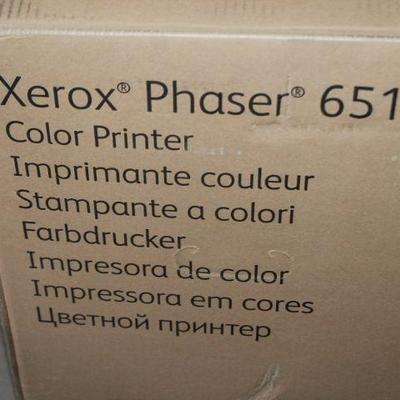 Xerox® Phaser® 651
Color Printer
Imprimante couleur
Stampante a colori
Farbdrucker
Impresora de color
Impressora em cores
Цветной принтер